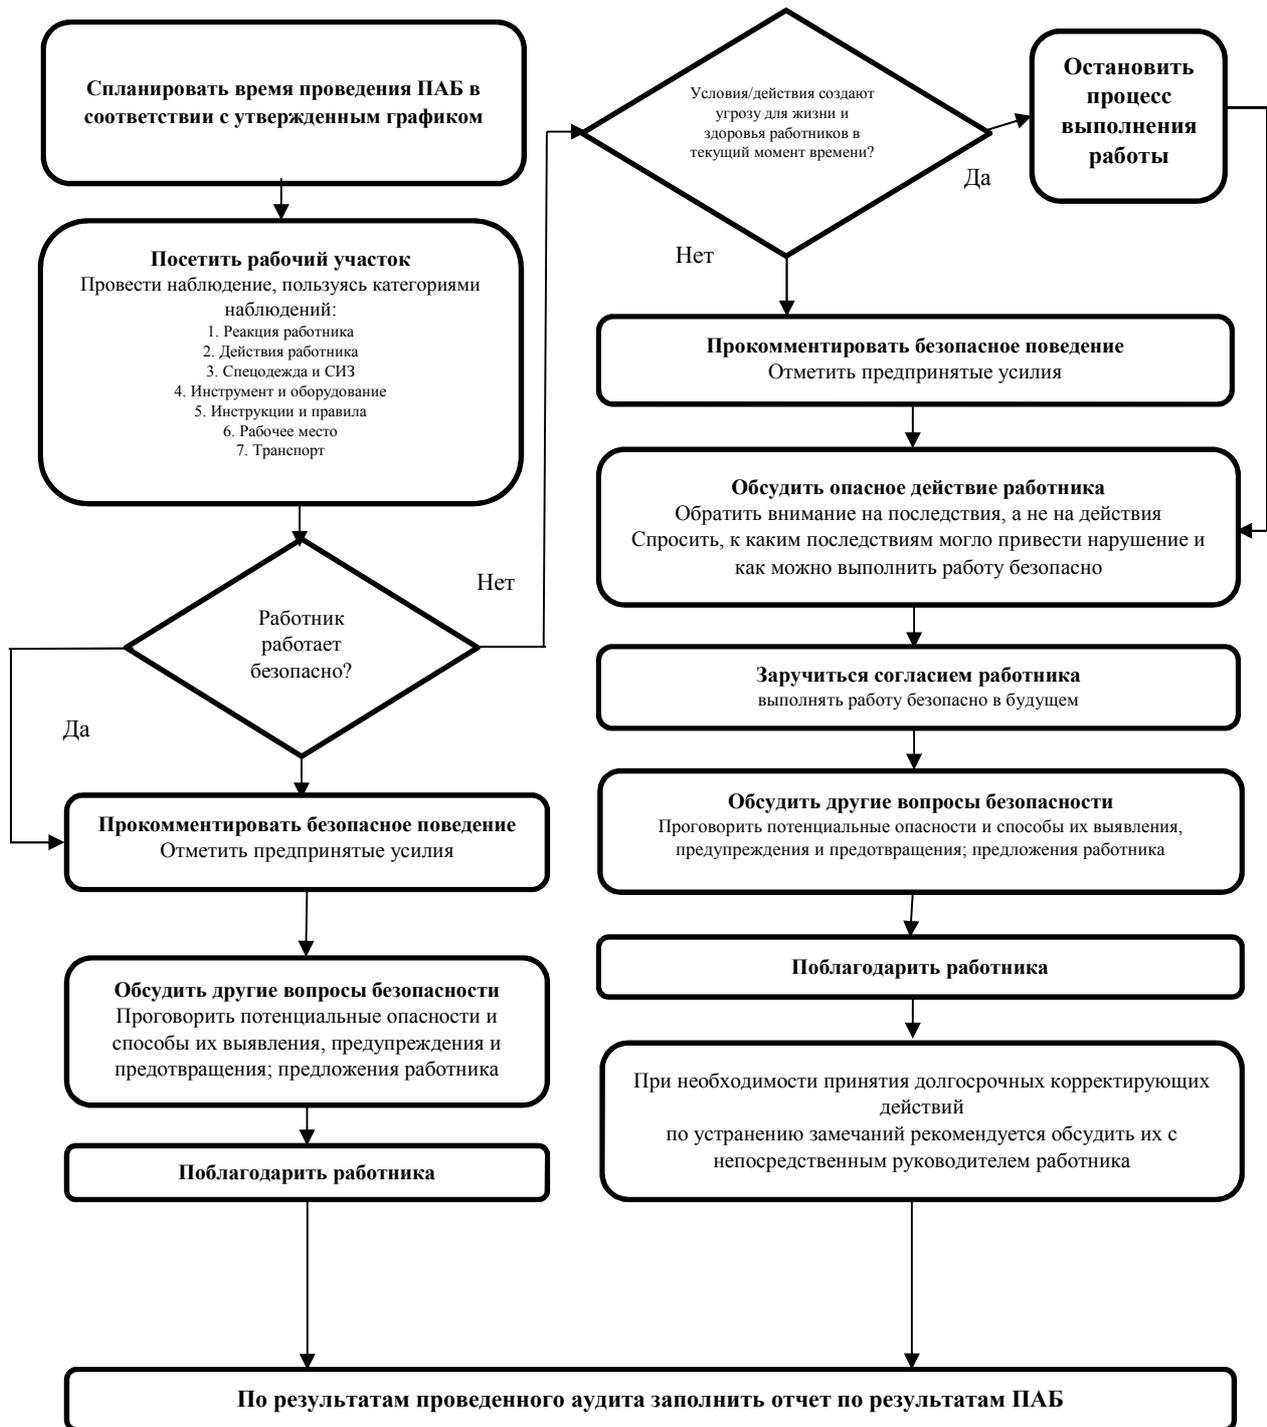 Спланировать время проведения ПАБ в
соответствии с утвержденным графиком
Посетить рабочий участок
Провести наблюдение, пользуясь категориями
наблюдений:
1. Реакция работника
2. Действия работника
3. Спецодежда и СИЗ
4. Инструмент и оборудование
5. Инструкции и правила
6. Рабочее место
7. Транспорт
Работник
работает
безопасно?
Нет
Да
Прокомментировать безопасное поведение
Отметить предпринятые усилия
Обсудить другие вопросы безопасности
Проговорить потенциальные опасности и
способы их выявления, предупреждения и
предотвращения; предложения работника
Поблагодарить работника
Условия/действия создают
угрозу для жизни и
здоровья работников в
текущий момент времени?
Да
Нет
Остановить
процесс
выполнения
работы
Прокомментировать безопасное поведение
Отметить предпринятые усилия
Обсудить опасное действие работника
Обратить внимание на последствия, а не на действия
Спросить, к каким последствиям могло привести нарушение и
как можно выполнить работу безопасно
Заручиться согласием работника
выполнять работу безопасно в будущем
Обсудить другие вопросы безопасности
Проговорить потенциальные опасности и способы их выявления,
предупреждения и предотвращения; предложения работника
Поблагодарить работника
При необходимости принятия долгосрочных корректирующих
действий
по устранению замечаний рекомендуется обсудить их с
непосредственным руководителем работника
По результатам проведенного аудита заполнить отчет по результатам ПАБ